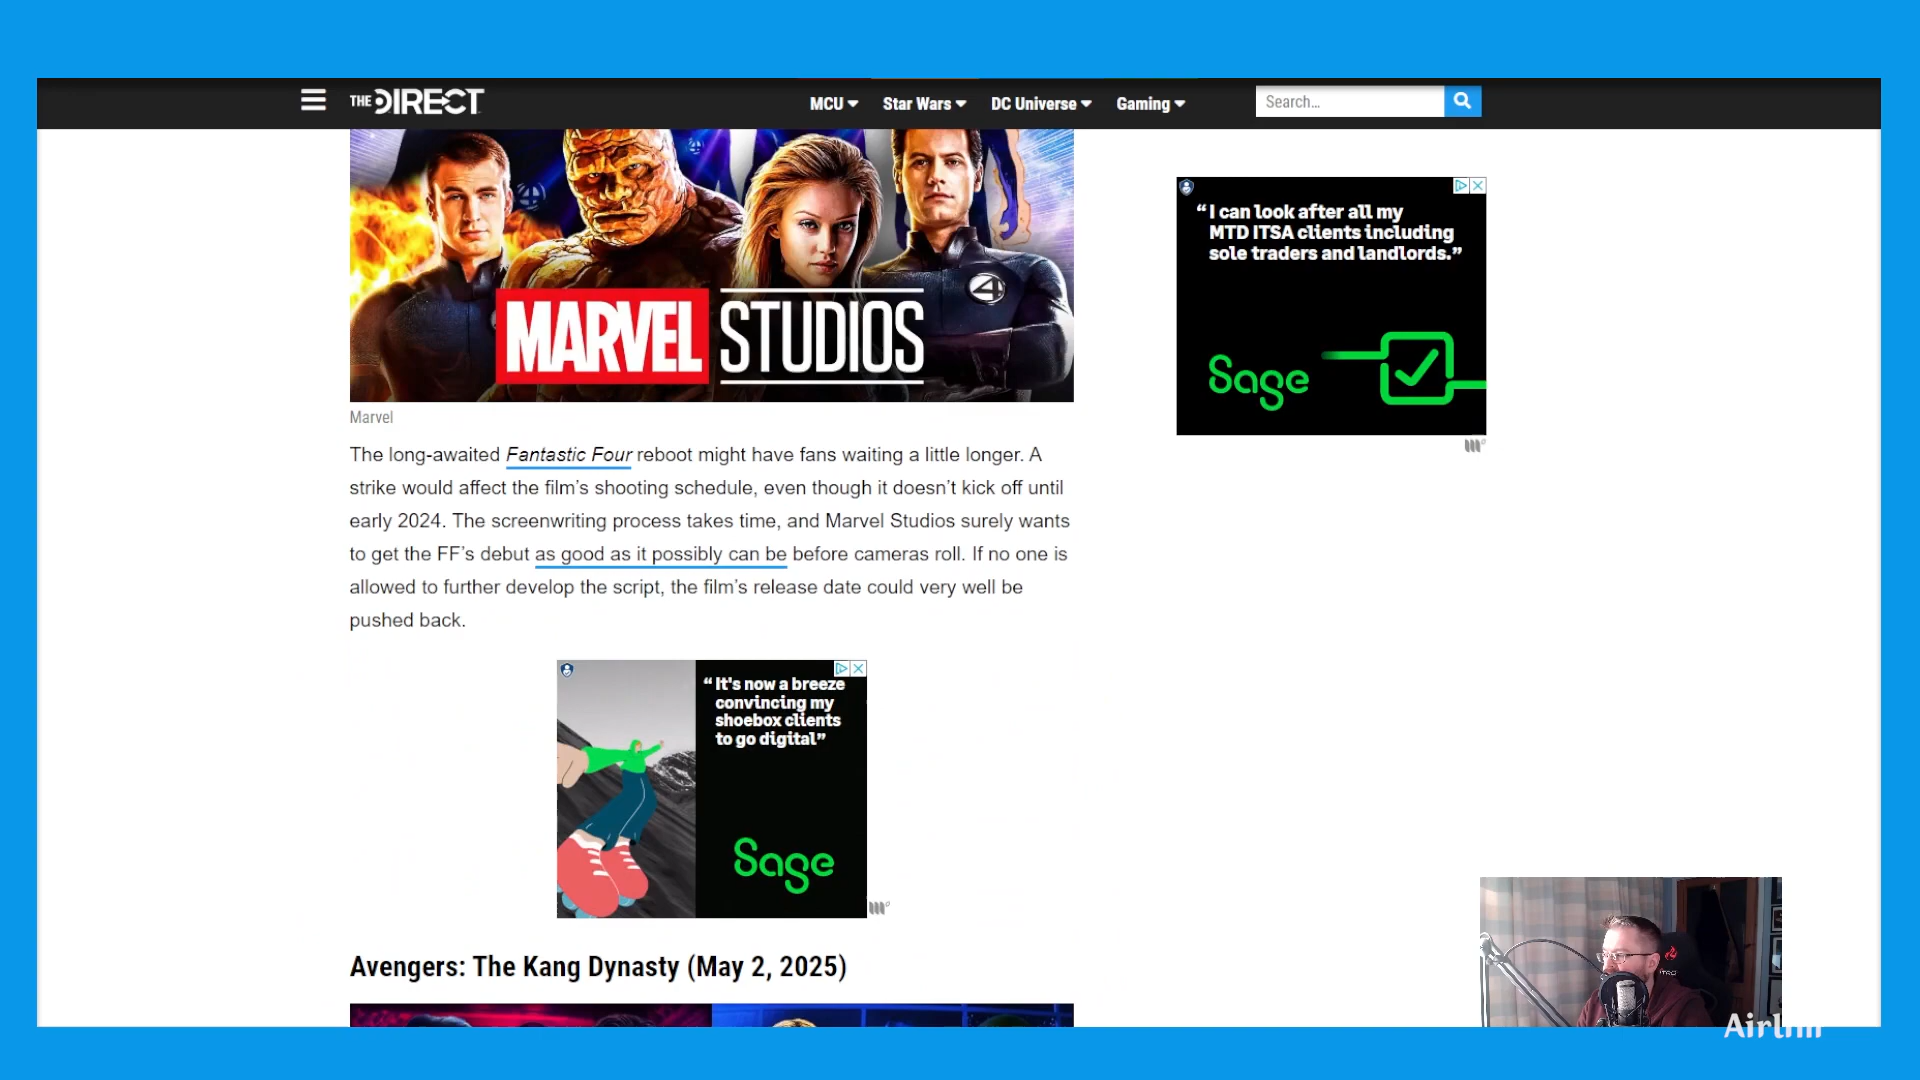 THE DIRECT
MCU
Star Wars
DC Universe
Gaming
Search...
MARVEL STUDIOS
4
Marvel
The long-awaited Fantastic Four reboot might have fans waiting a little longer. A
strike would affect the film's shooting schedule, even though it doesn't kick off until
early 2024. The screenwriting process takes time, and Marvel Studios surely wants
to get the FF's debut as good as it possibly can be before cameras roll. If no one is
allowed to further develop the script, the film's release date could very well be
pushed back.
“I can look after all my
MTD ITSA clients including
sole traders and landlords.”
Sage
“It's now a breeze
convincing my
shoebox clients
to go digital”
Sage
Avengers: The Kang Dynasty (May 2, 2025)